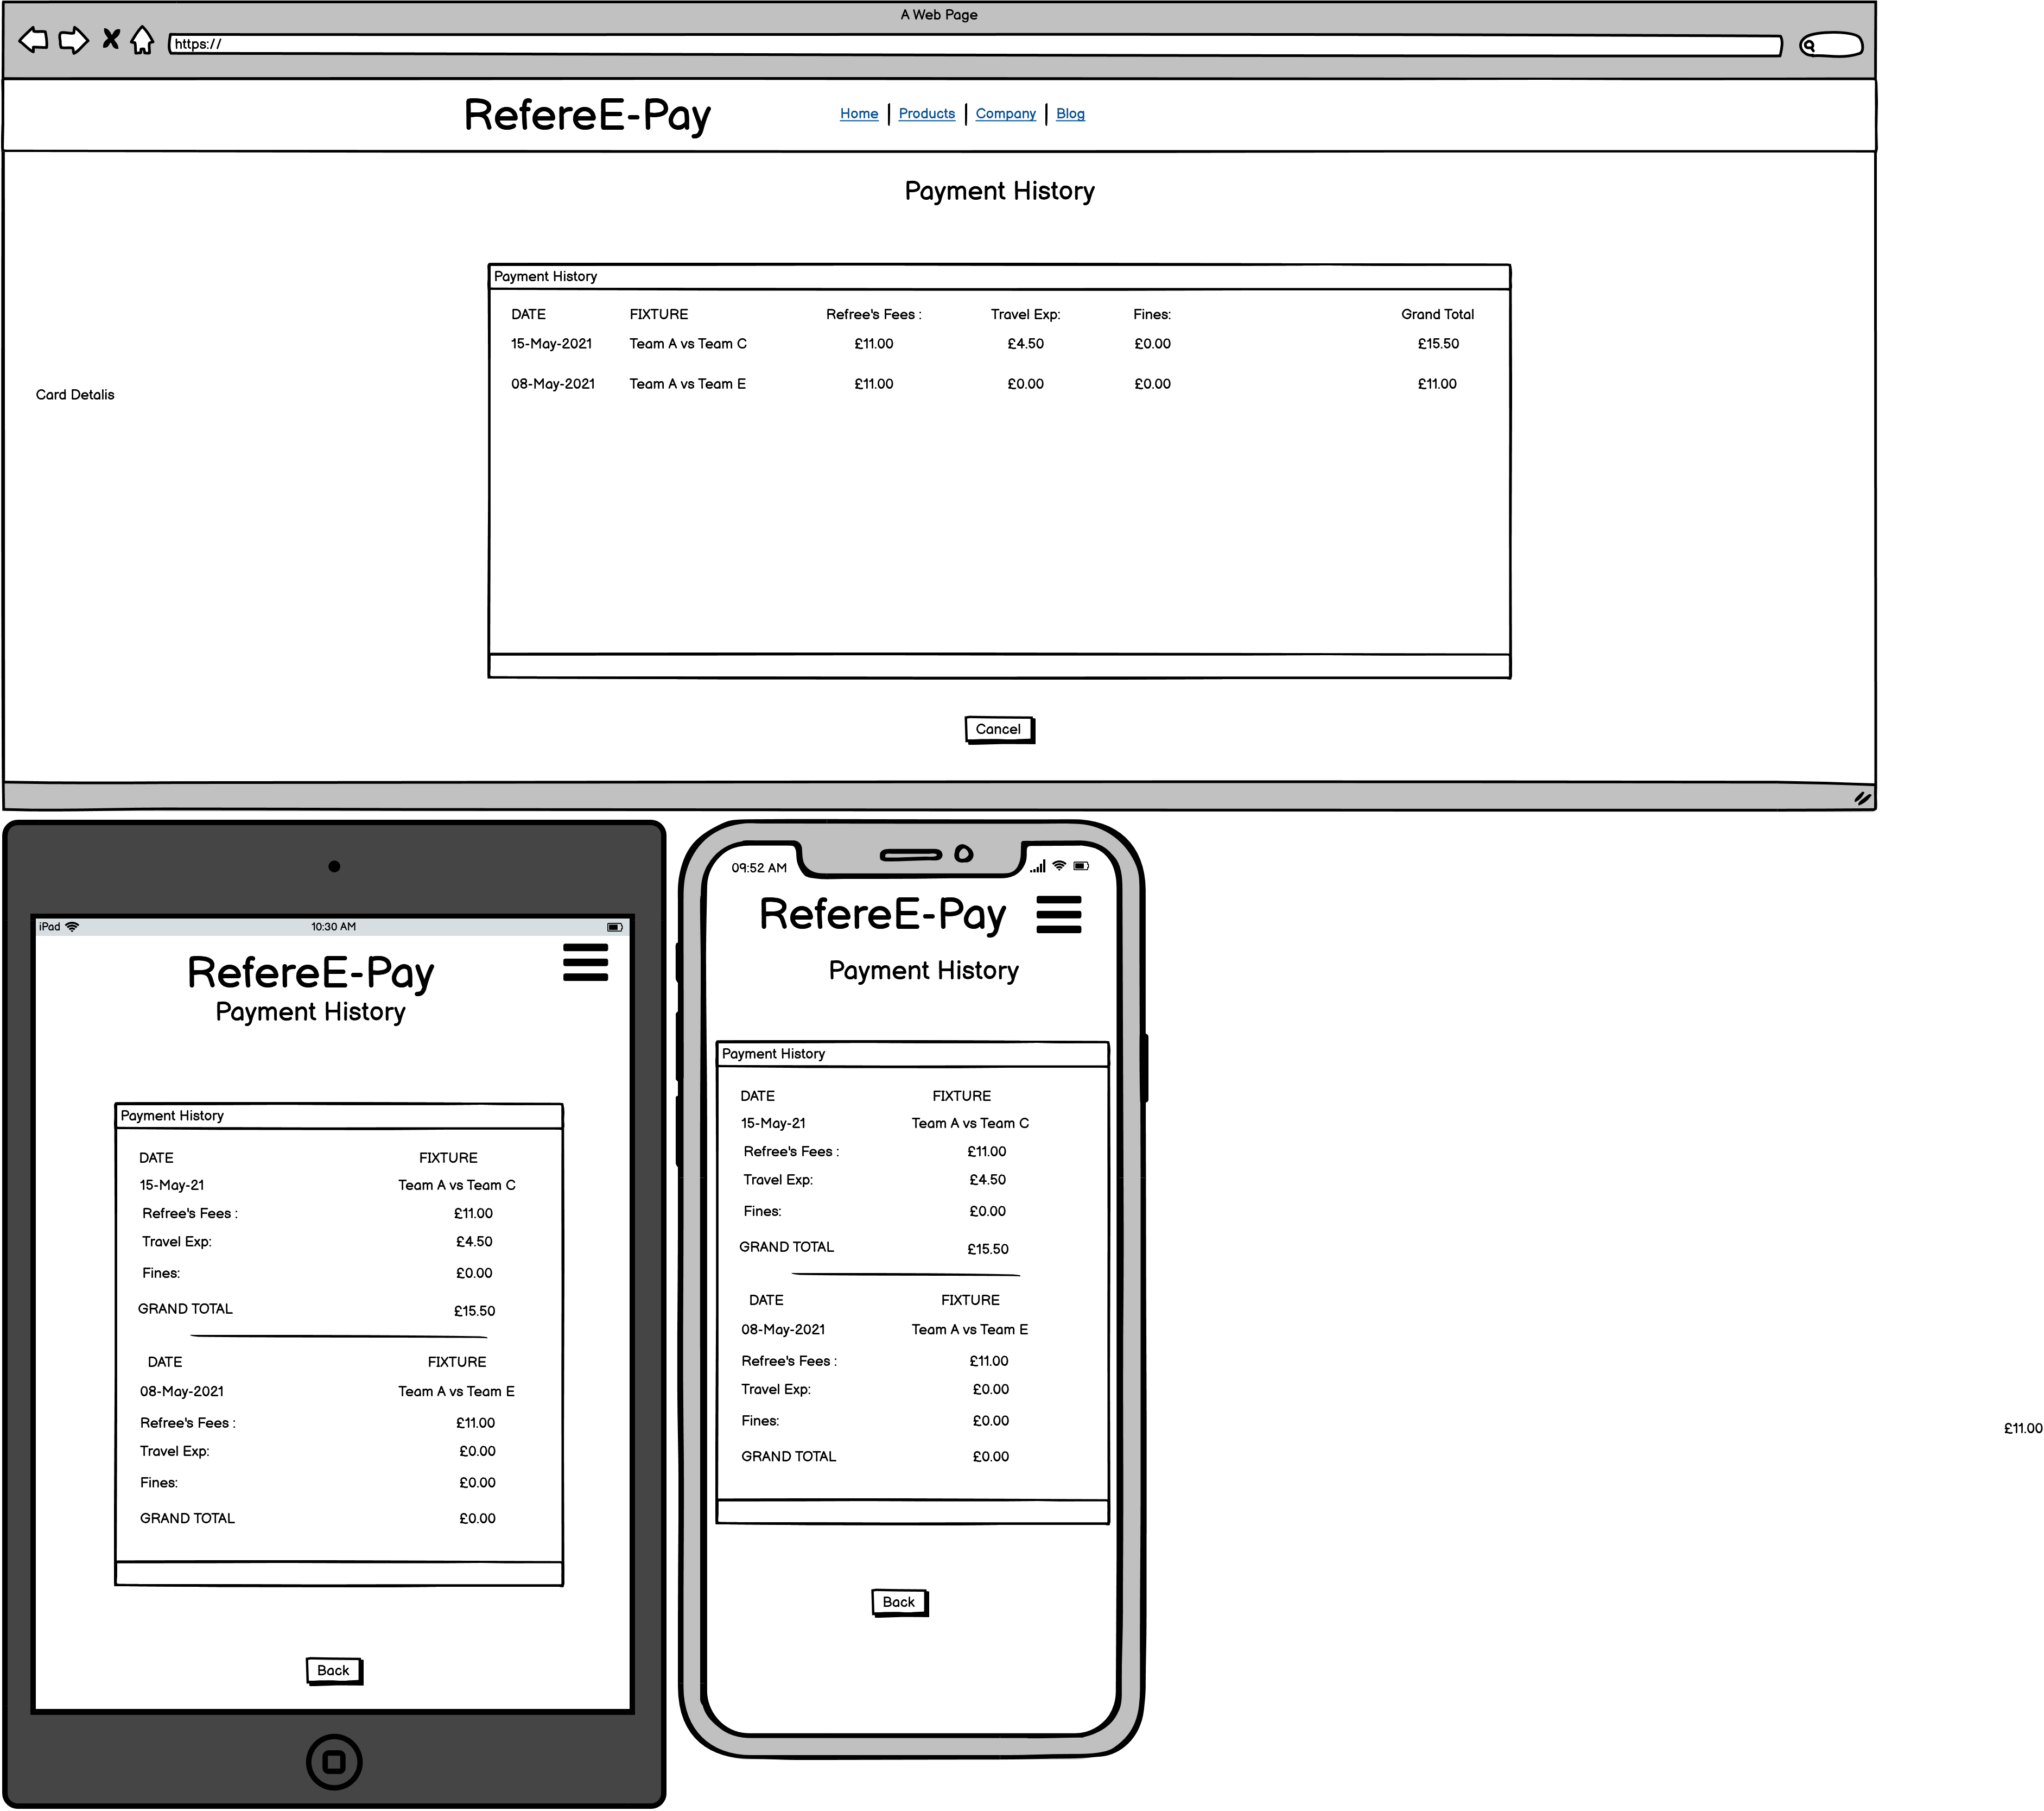 A Web Page
https://
RefereE-Pay Home Products Company Blog
Payment History
Payment History
DATE FIXTURE Refree's Fees : Travel Exp: Fines: Grand Total
15-May-2021 Team A vs Team C £11.00 £4.50 £0.00 £15.50
08-May-2021 Team A vs Team E £11.00 £0.00 £0.00 £11.00
Card Detalis
Cancel
iPad 10:30 AM
RefereE-Pay
Payment History
Payment History
DATE FIXTURE
15-May-21 Team A vs Team C
Refree's Fees : £11.00
Travel Exp: £4.50
Fines: £0.00
GRAND TOTAL £15.50
DATE FIXTURE
08-May-2021 Team A vs Team E
Refree's Fees : £11.00
Travel Exp: £0.00
Fines: £0.00
GRAND TOTAL £0.00
Back
09:52 AM
RefereE-Pay
Payment History
Payment History
DATE FIXTURE
15-May-21 Team A vs Team C
Refree's Fees : £11.00
Travel Exp: £4.50
Fines: £0.00
GRAND TOTAL £15.50
DATE FIXTURE
08-May-2021 Team A vs Team E
Refree's Fees : £11.00
Travel Exp: £0.00
Fines: £0.00
GRAND TOTAL £0.00
Back
£11.00